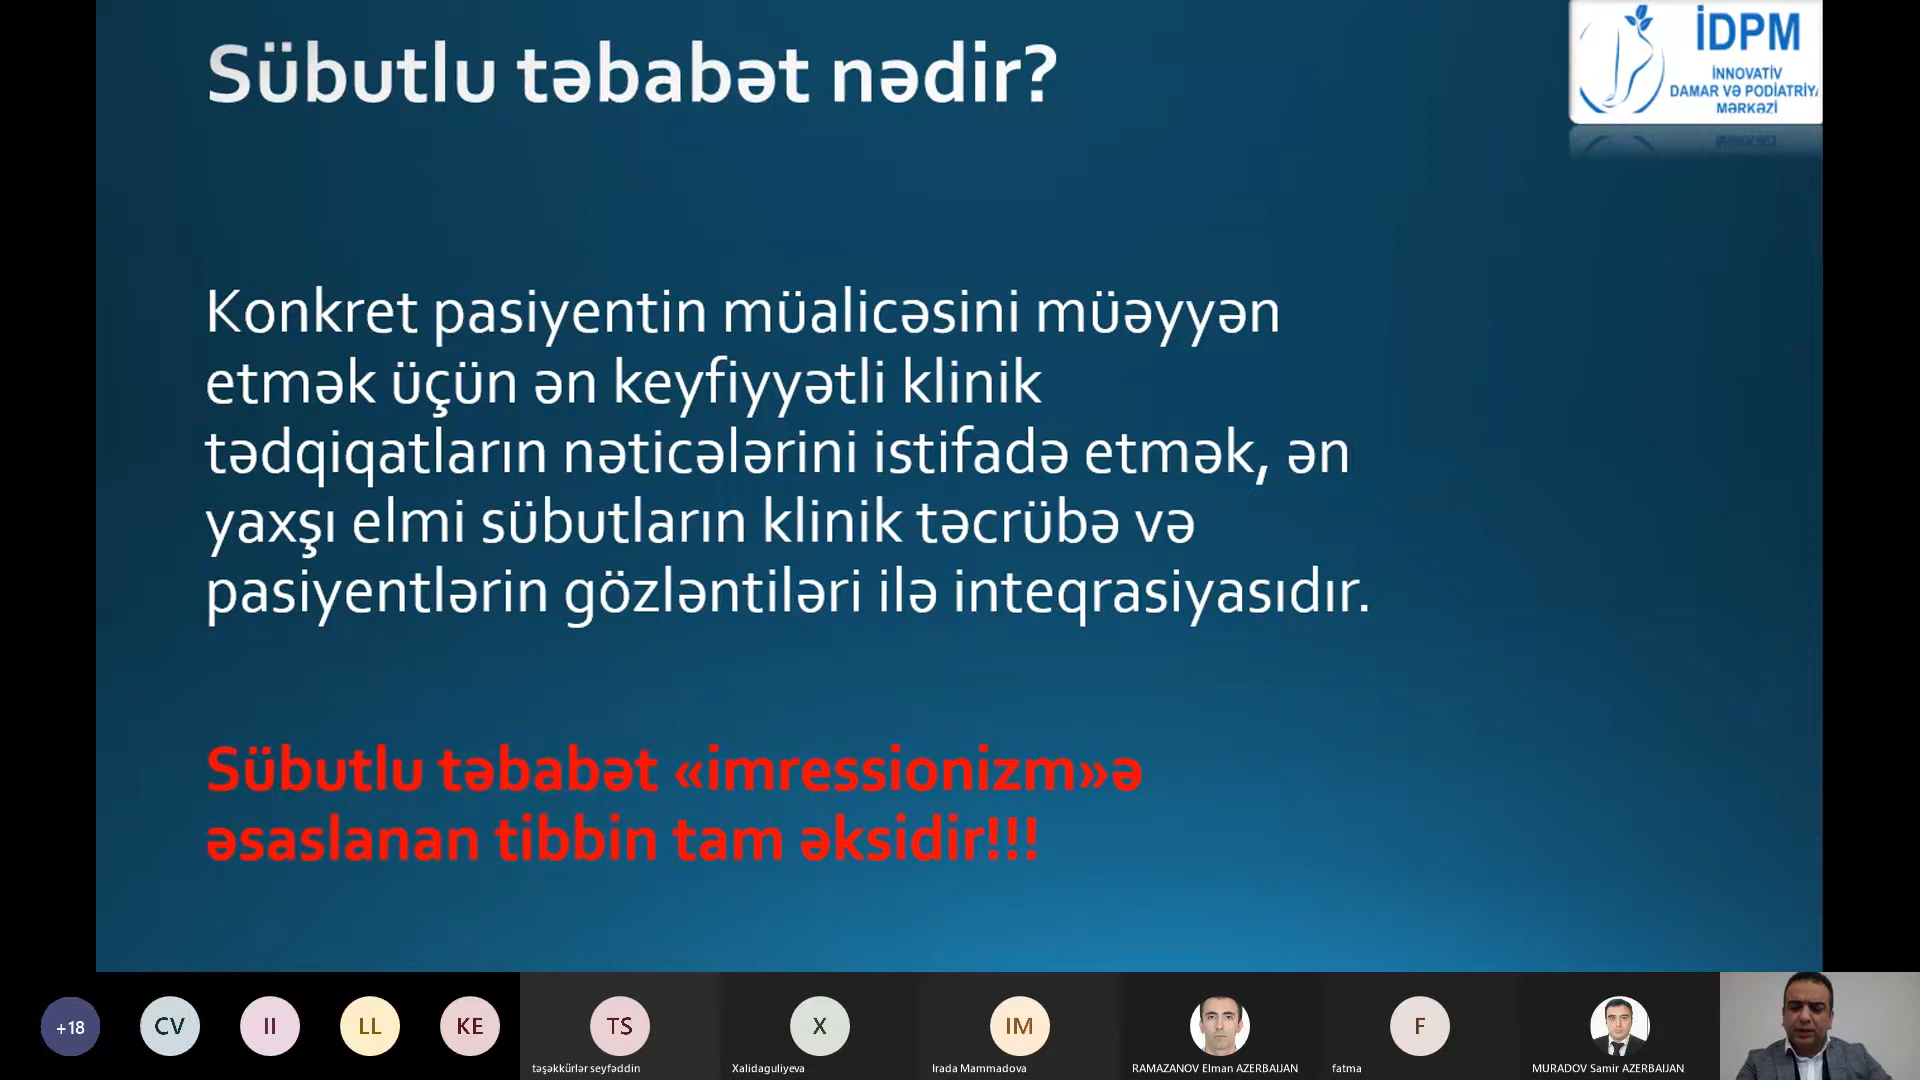 Sübutlu təbabət nədir?
İDPM
İNNOVATİV
DAMAR VƏ PODİATRİYA
MƏRKƏZİ
Konkret pasiyentin müalicəsini müəyyən
etmək üçün ən keyfiyyətli klinik
tədqiqatların nəticələrini istifadə etmək, ən
yaxşı elmi sübutların klinik təcrübə və
pasiyentlərin gözləntiləri ilə inteqrasiyasıdır.
Sübutlu təbabət «imressionizm»ə
əsaslanan tibbin tam əksidir!!!
+18
CV
II
LL
KE
TS
X
IM
F
təşəkkürlər seyfəddin
Xalidaguliyeva
Irada Mammadova
RAMAZANOV Elman AZERBAIJAN
fatma
MURADOV Samir AZERBAIJAN